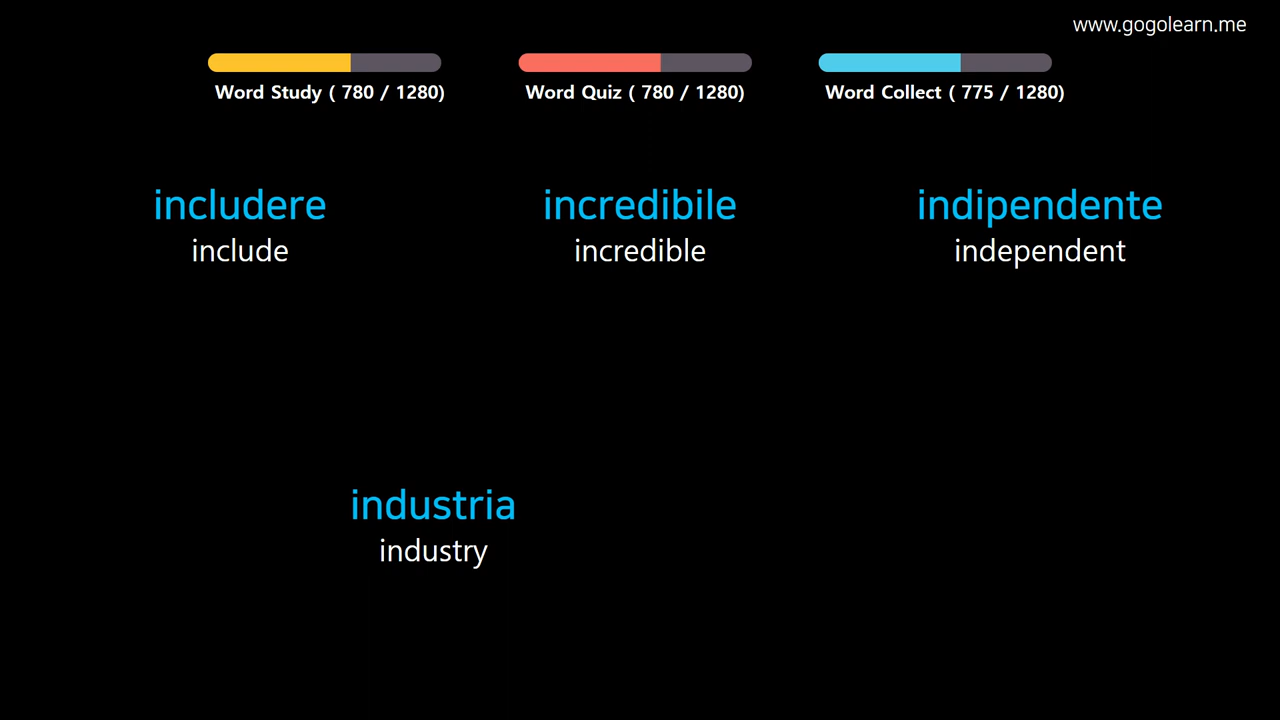 www.gogolearn.me
Word Study ( 780 / 1280)
Word Quiz ( 780 / 1280)
Word Collect ( 775 / 1280)
includere
include
incredibile
incredible
indipendente
independent
industria
industry